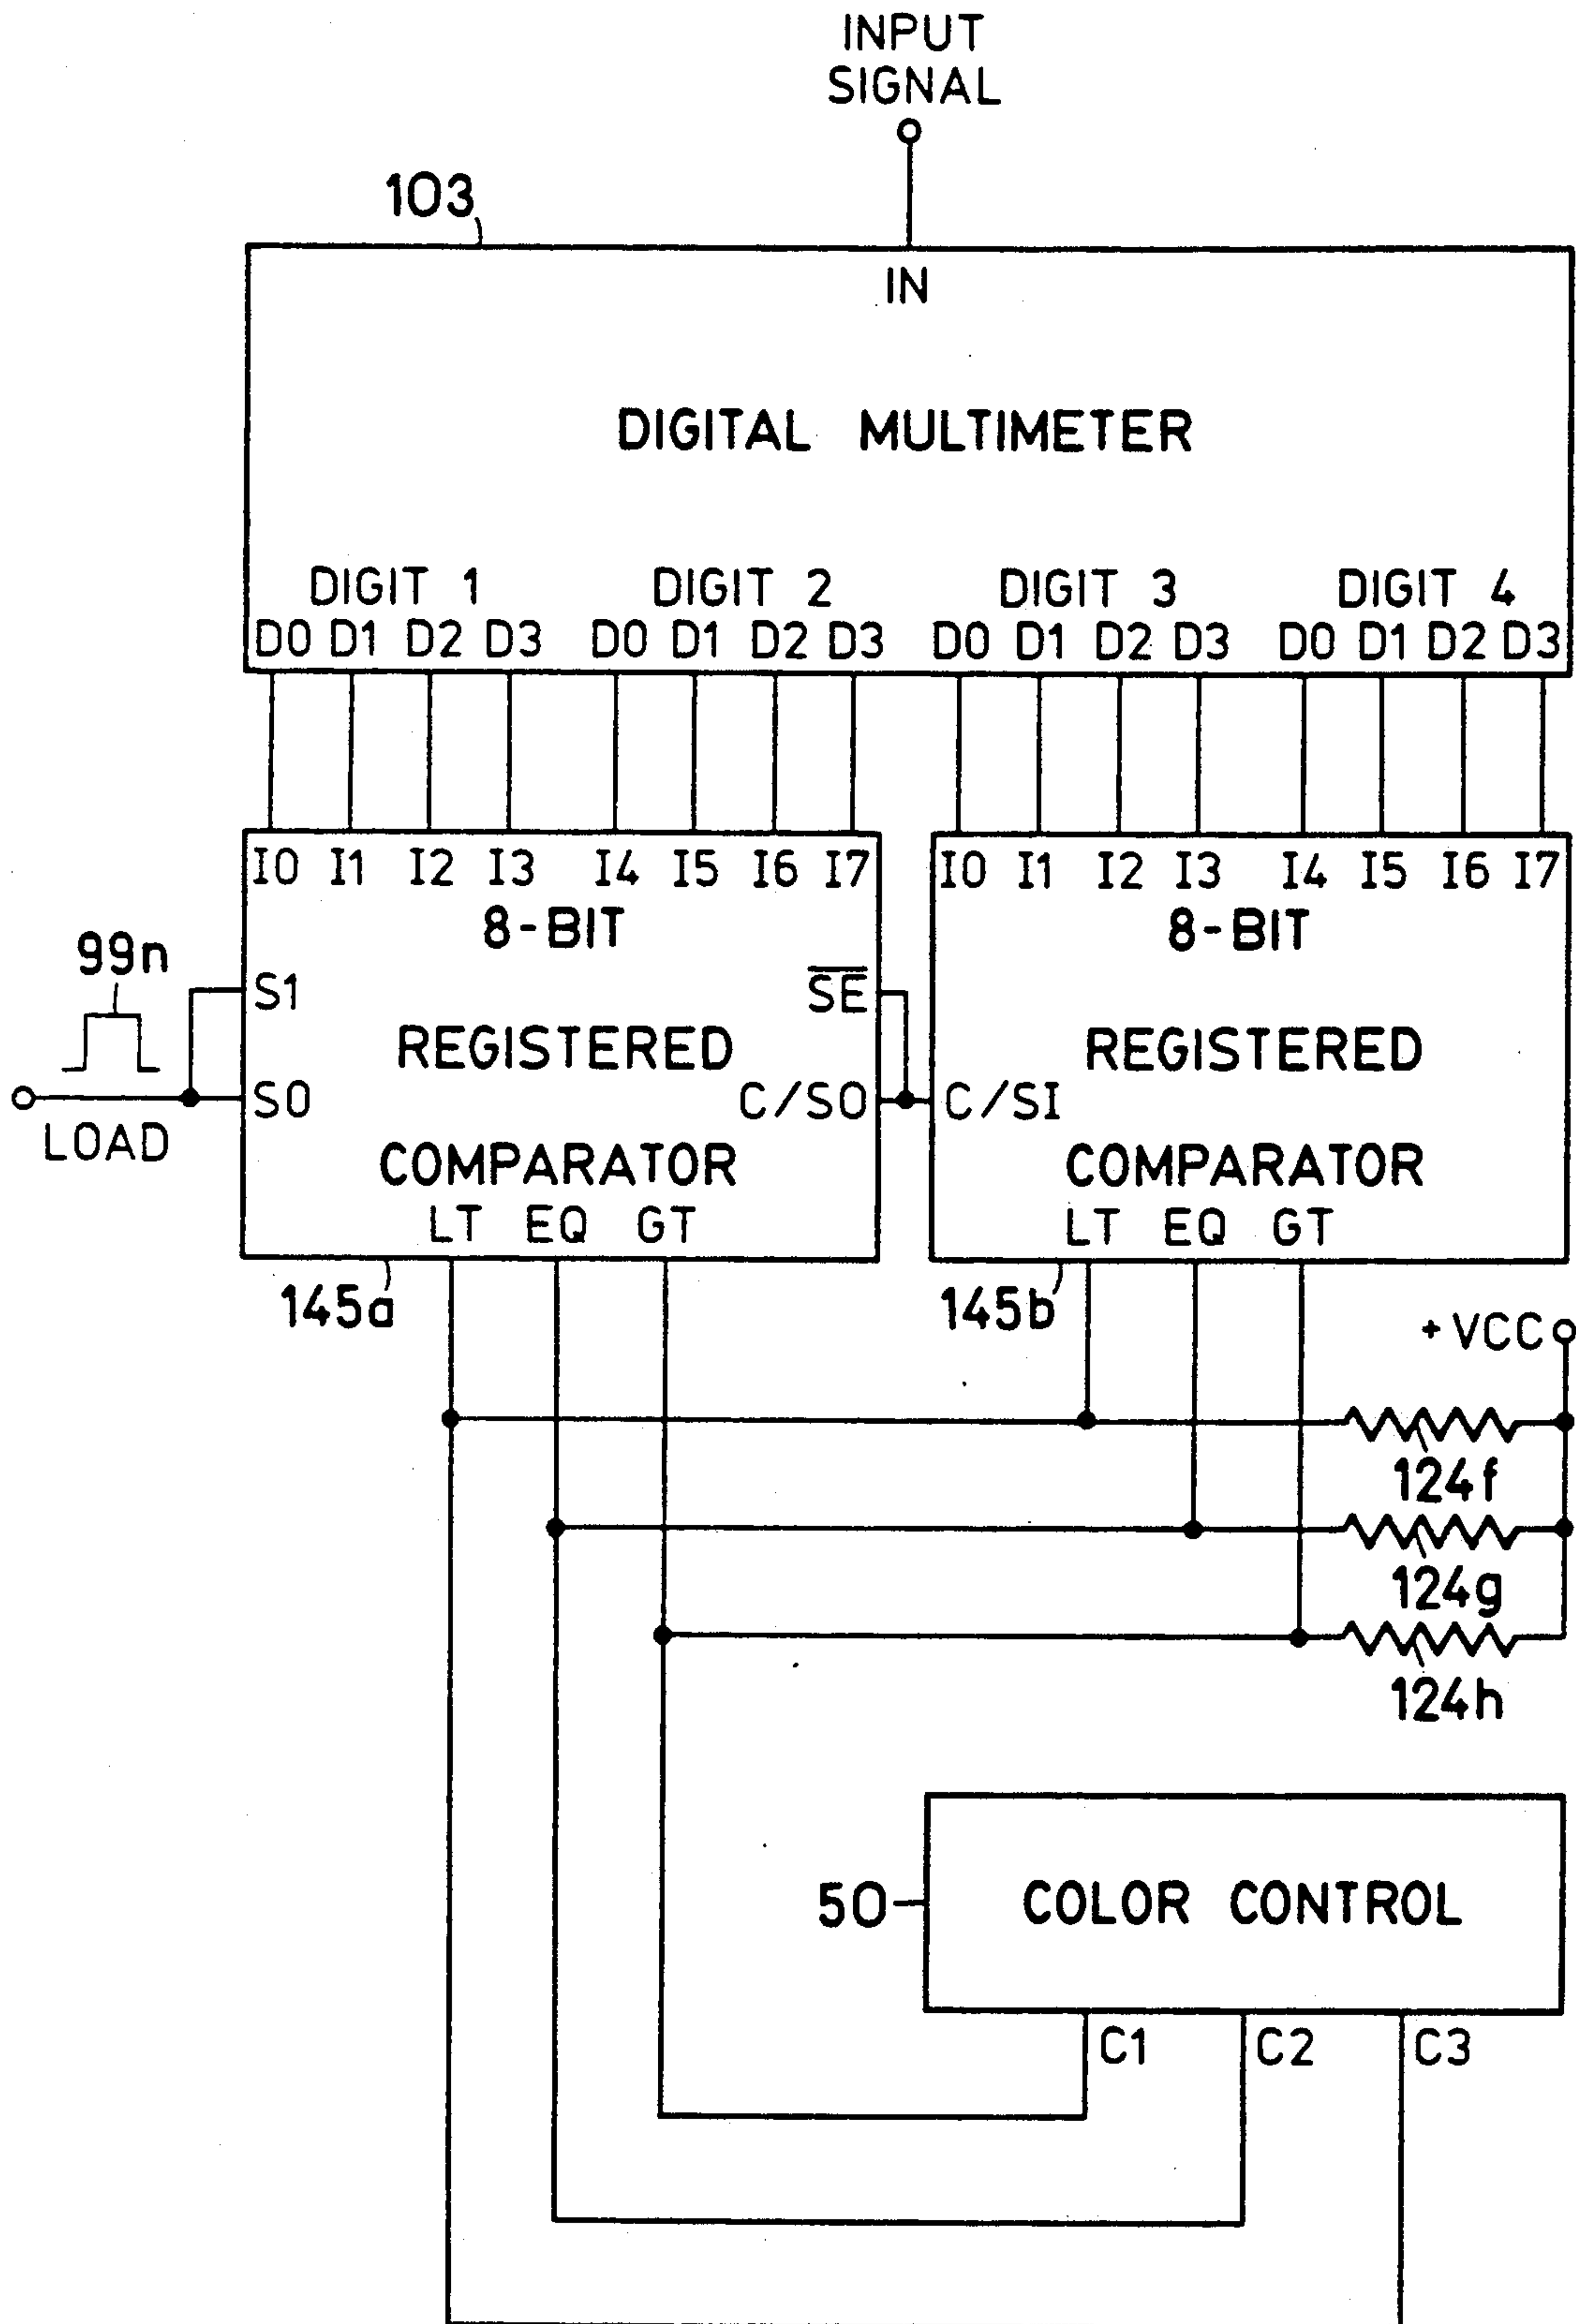 INPUT
SIGNAL
103
IN
DIGITAL MULTIMETER
DIGIT 1 DIGIT 2 DIGIT 3 DIGIT 4
D0 D1 D2 D3 D0 D1 D2 D3 D0 D1 D2 D3 D0 D1 D2 D3
I0 I1 I2 I3 I4 I5 I6 I7 I0 I1 I2 I3 I4 I5 I6 I7
8-BIT 8-BIT
99n
S1 SE
REGISTERED REGISTERED
S0 C/SO C/SI
LOAD
COMPARATOR COMPARATOR
LT EQ GT LT EQ GT
145a 145b
+VCC
124f
124g
124h
50
COLOR CONTROL
C1 C2 C3